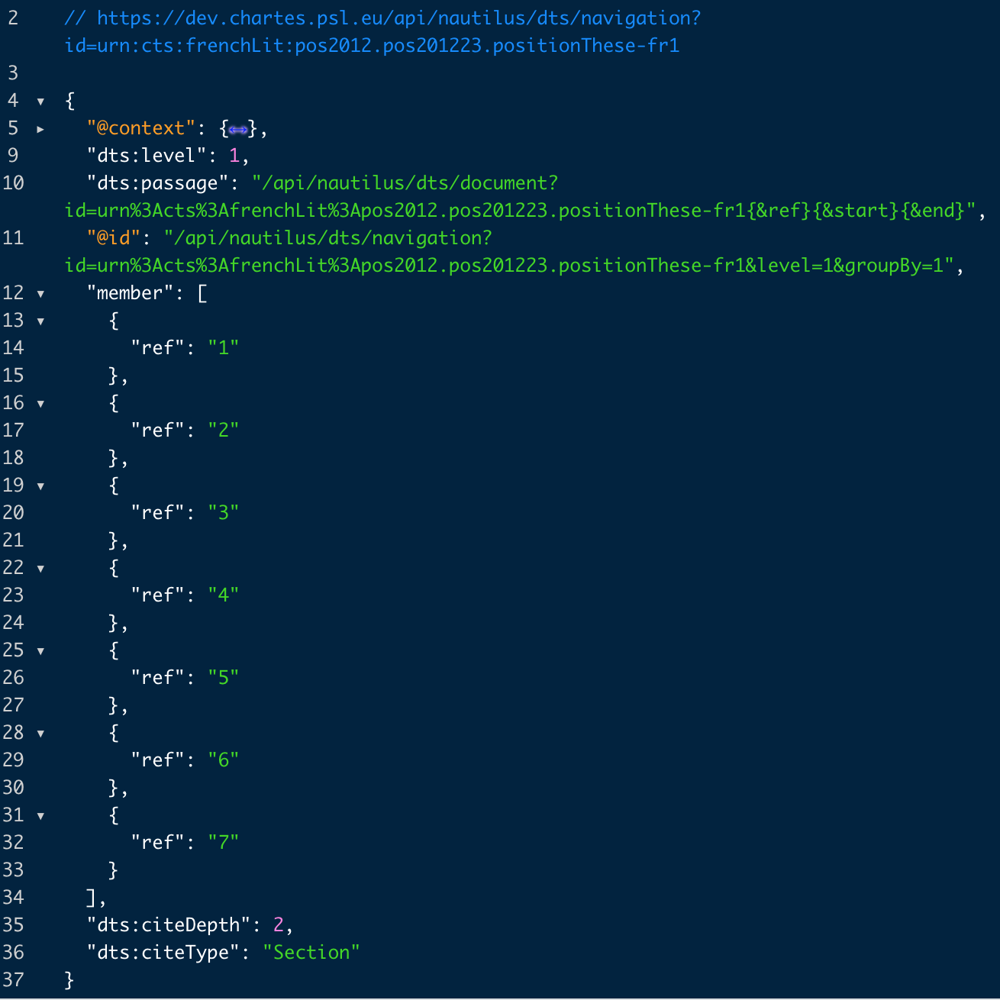 2 // https://dev.chartes.psl.eu/api/nautilus/dts/navigation?
id=urn:cts:frenchLit:pos2012.pos201223.positionThese-fr1
3
4 ▾ {
5 ▸ "@context": {↔},
9 "dts:level": 1,
10 "dts:passage": "/api/nautilus/dts/document?
id=urn%3Acts%3AfrenchLit%3Apos2012.pos201223.positionThese-fr1{&ref}{&start}{&end}",
11 "@id": "/api/nautilus/dts/navigation?
id=urn%3Acts%3AfrenchLit%3Apos2012.pos201223.positionThese-fr1&level=1&groupBy=1",
12 ▾ "member": [
13 ▾ {
14 "ref": "1"
15 },
16 ▾ {
17 "ref": "2"
18 },
19 ▾ {
20 "ref": "3"
21 },
22 ▾ {
23 "ref": "4"
24 },
25 ▾ {
26 "ref": "5"
27 },
28 ▾ {
29 "ref": "6"
30 },
31 ▾ {
32 "ref": "7"
33 }
34 ],
35 "dts:citeDepth": 2,
36 "dts:citeType": "Section"
37 }